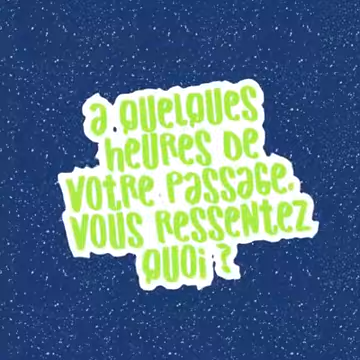 a quelques
heures de
votre passage,
vous ressentez
quoi ?